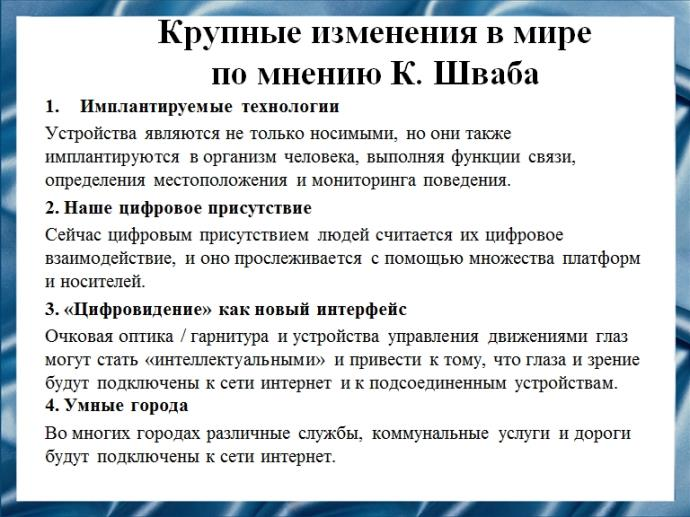 Крупные изменения в мире
по мнению К. Шваба
1. Имплантируемые технологии
Устройства являются не только носимыми, но они также
имплантируются в организм человека, выполняя функции связи,
определения местоположения и мониторинга поведения.
2. Наше цифровое присутствие
Сейчас цифровым присутствием людей считается их цифровое
взаимодействие, и оно прослеживается с помощью множества платформ
и носителей.
3. «Цифровидение» как новый интерфейс
Очковая оптика / гарнитура и устройства управления движениями глаз
могут стать «интеллектуальными» и привести к тому, что глаза и зрение
будут подключены к сети интернет и к подсоединенным устройствам.
4. Умные города
Во многих городах различные службы, коммунальные услуги и дороги
будут подключены к сети интернет.